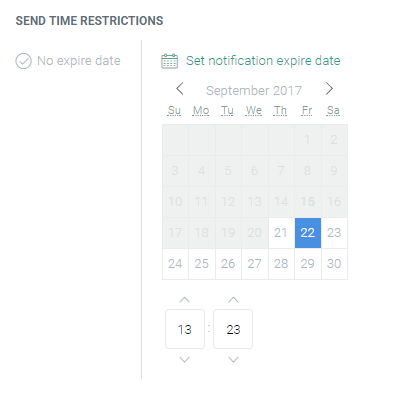 SEND TIME RESTRICTIONS
No expire date
Set notification expire date
September 2017
Su Mo Tu We Th Fr Sa
1 2
3 4 5 6 7 8 9
10 11 12 13 14 15 16
17 18 19 20 21 22 23
24 25 26 27 28 29 30
13 : 23